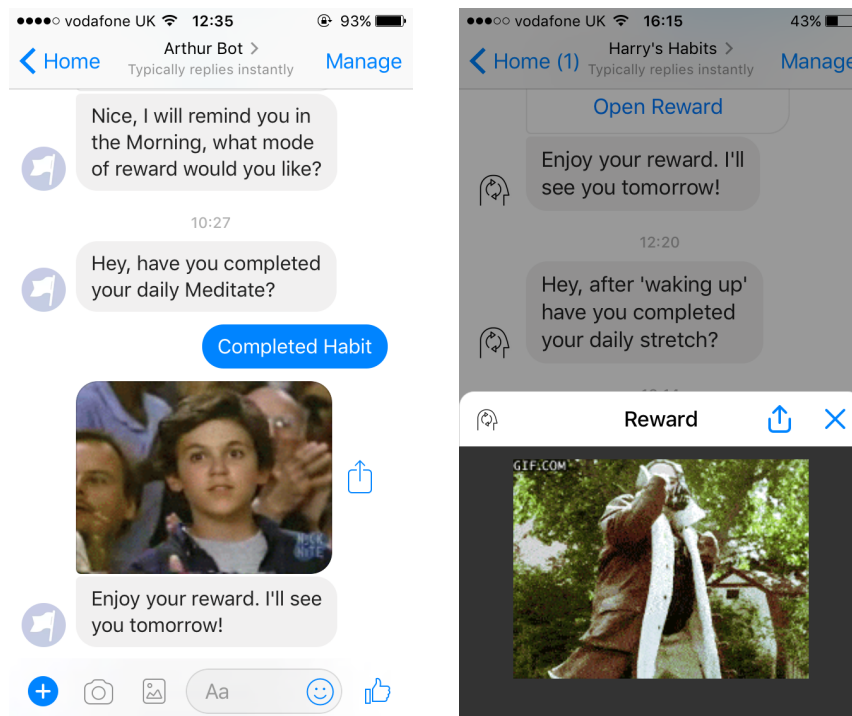 vodafone UK 12:35 93%
Home
Arthur Bot
Typically replies instantly
Manage
Nice, I will remind you in
the Morning, what mode
of reward would you like?
10:27
Hey, have you completed
your daily Meditate?
Completed Habit
NICK
NITE
Enjoy your reward. I'll see
you tomorrow!
Aa
vodafone UK 16:15 43%
Home (1)
Harry's Habits
Typically replies instantly
Manage
Open Reward
Enjoy your reward. I'll
see you tomorrow!
12:20
Hey, after 'waking up'
have you completed
your daily stretch?
Reward
GIF.COM